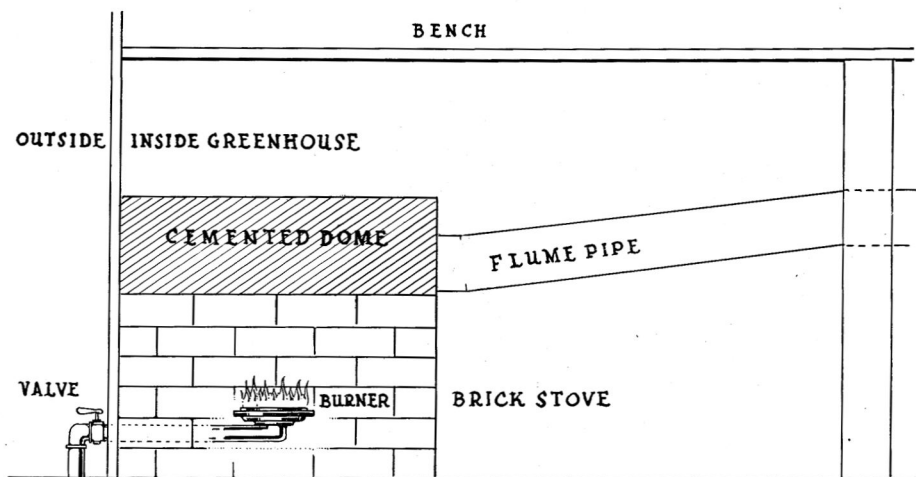 BENCH
OUTSIDE
INSIDE GREENHOUSE
CEMENTED DOME
FLUME PIPE
VALVE
BURNER
BRICK STOVE